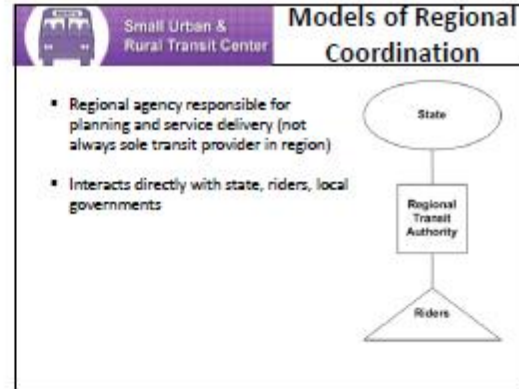 Small Urban &
Rural Transit Center
Models of Regional
Coordination
▪ Regional agency responsible for
planning and service delivery (not
always sole transit provider in region)
▪ Interacts directly with state, riders, local
governments
State
Regional
Transit
Authority
Riders